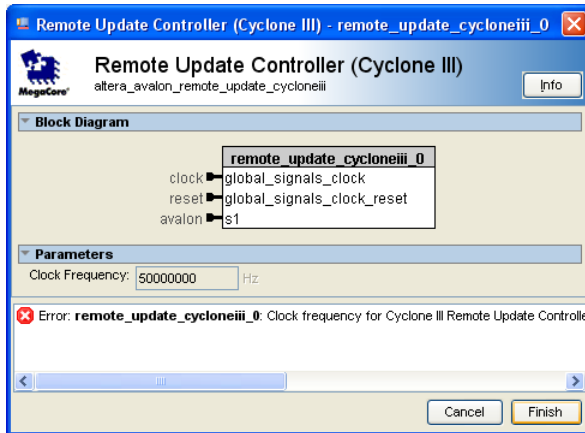 Remote Update Controller (Cyclone III) - remote_update_cycloneiii_0
MegaCore®
Remote Update Controller (Cyclone III)
altera_avalon_remote_update_cycloneiii
Info
Block Diagram
remote_update_cycloneiii_0
clock global_signals_clock
reset global_signals_clock_reset
avalon s1
Parameters
Clock Frequency: 50000000 Hz
Error: remote_update_cycloneiii_0: Clock frequency for Cyclone III Remote Update Controlle
Cancel Finish